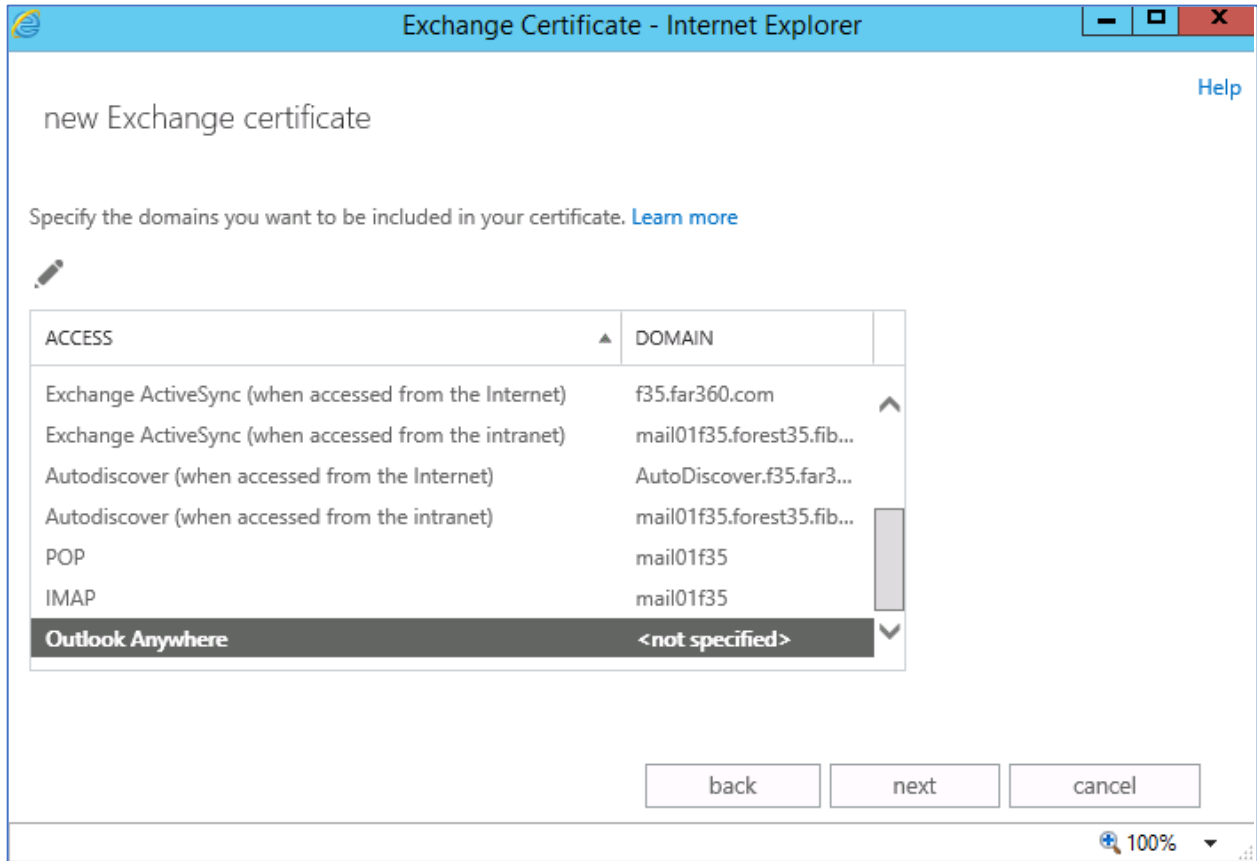 Exchange Certificate - Internet Explorer
Help
new Exchange certificate
Specify the domains you want to be included in your certificate. Learn more
ACCESS DOMAIN
Exchange ActiveSync (when accessed from the Internet) f35.far360.com
Exchange ActiveSync (when accessed from the intranet) mail01f35.forest35.fib...
Autodiscover (when accessed from the Internet) AutoDiscover.f35.far3...
Autodiscover (when accessed from the intranet) mail01f35.forest35.fib...
POP mail01f35
IMAP mail01f35
Outlook Anywhere <not specified>
back next cancel
100%